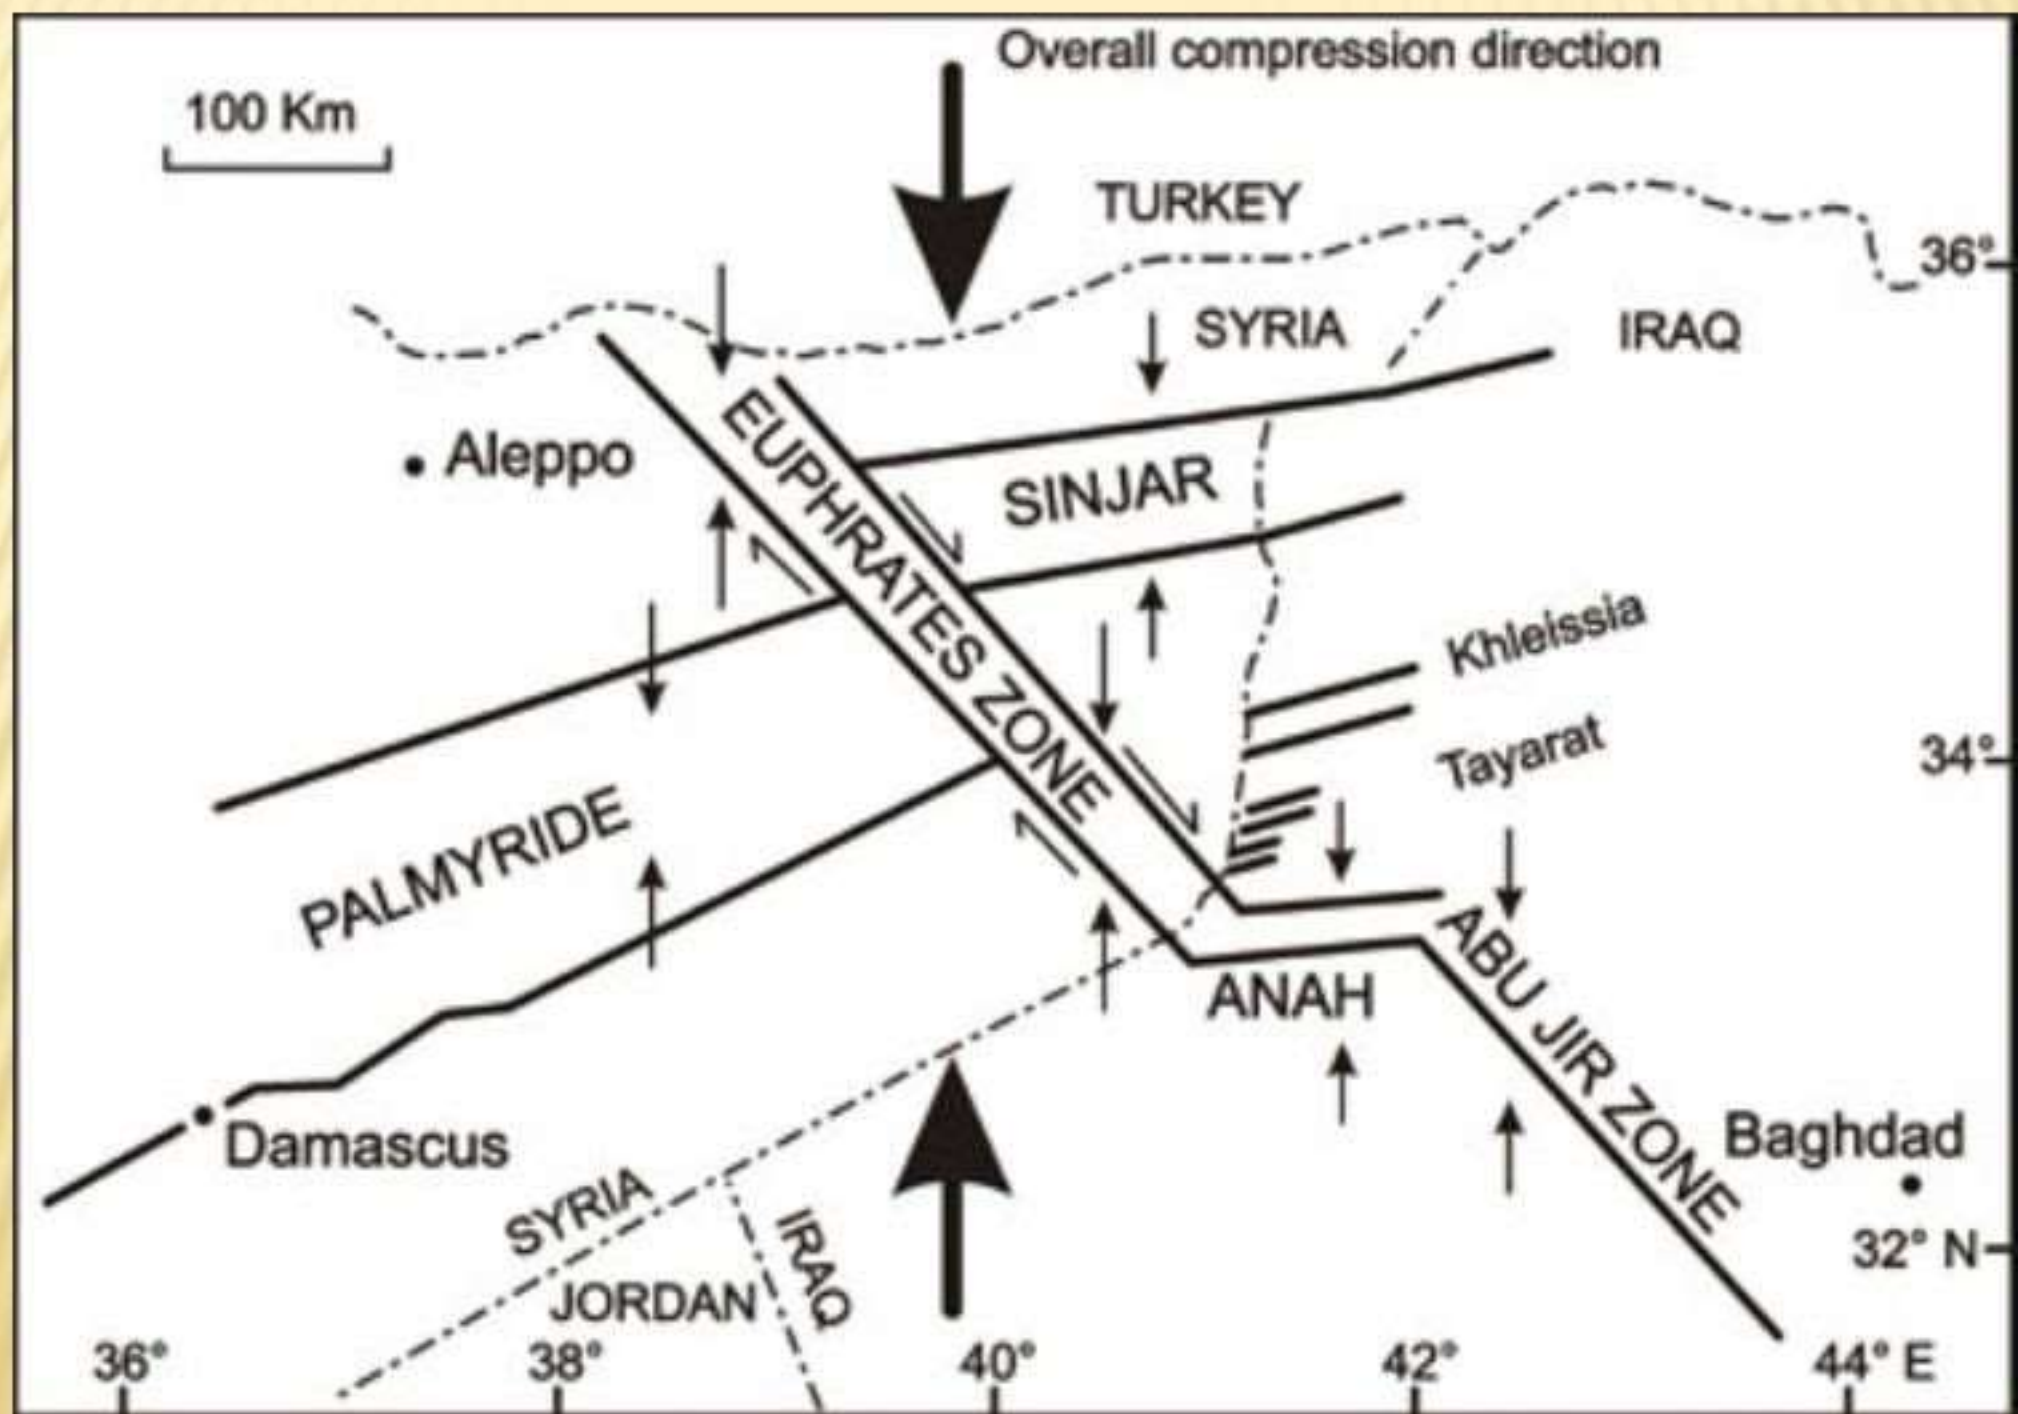 Overall compression direction
100 Km
TURKEY
36°
SYRIA
IRAQ
Aleppo
EUPHRATES ZONE
SINJAR
Khleissia
Tayarat
34°
PALMYRIDE
ABU JIR ZONE
ANAH
Damascus
Baghdad
SYRIA
IRAQ
JORDAN
32° N
36°
38°
40°
42°
44° E